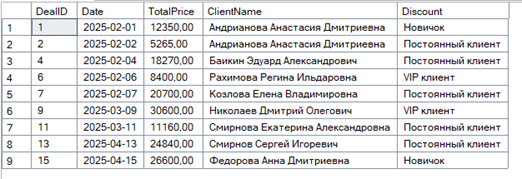 DealID Date TotalPrice ClientName Discount
1 1 2025-02-01 12350,00 Андрианова Анастасия Дмитриевна Новичок
2 2 2025-02-02 5265,00 Андрианова Анастасия Дмитриевна Постоянный клиент
3 4 2025-02-04 18270,00 Баикин Эдуард Александрович Постоянный клиент
4 6 2025-02-06 8400,00 Рахимова Регина Ильдаровна VIP клиент
5 7 2025-02-07 20700,00 Козлова Елена Владимировна Постоянный клиент
6 9 2025-03-09 30600,00 Николаев Дмитрий Олегович VIP клиент
7 11 2025-03-11 11160,00 Смирнова Екатерина Александровна Постоянный клиент
8 13 2025-04-13 24840,00 Смирнов Сергей Игоревич Постоянный клиент
9 15 2025-04-15 26600,00 Федорова Анна Дмитриевна Новичок